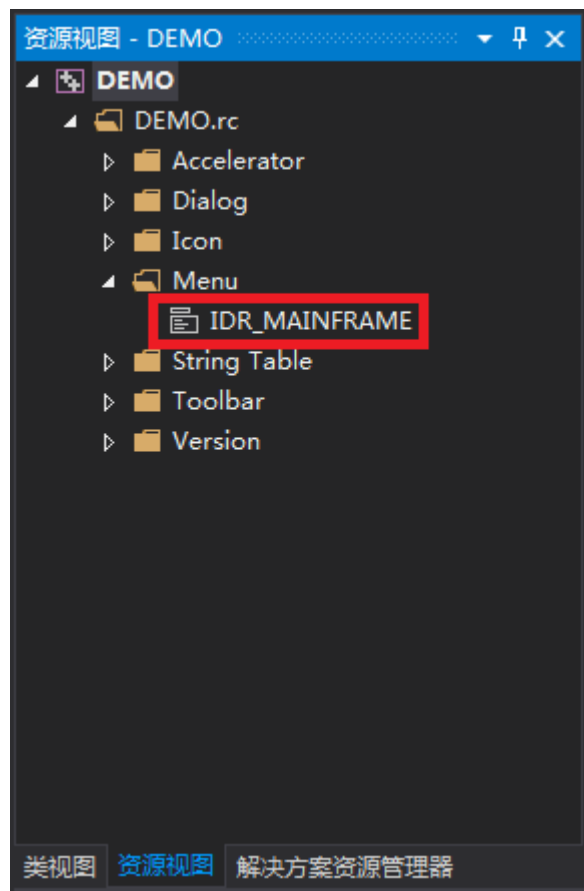 资源视图 - DEMO
DEMO
DEMO.rc
Accelerator
Dialog
Icon
Menu
IDR_MAINFRAME
String Table
Toolbar
Version
类视图 资源视图 解决方案资源管理器